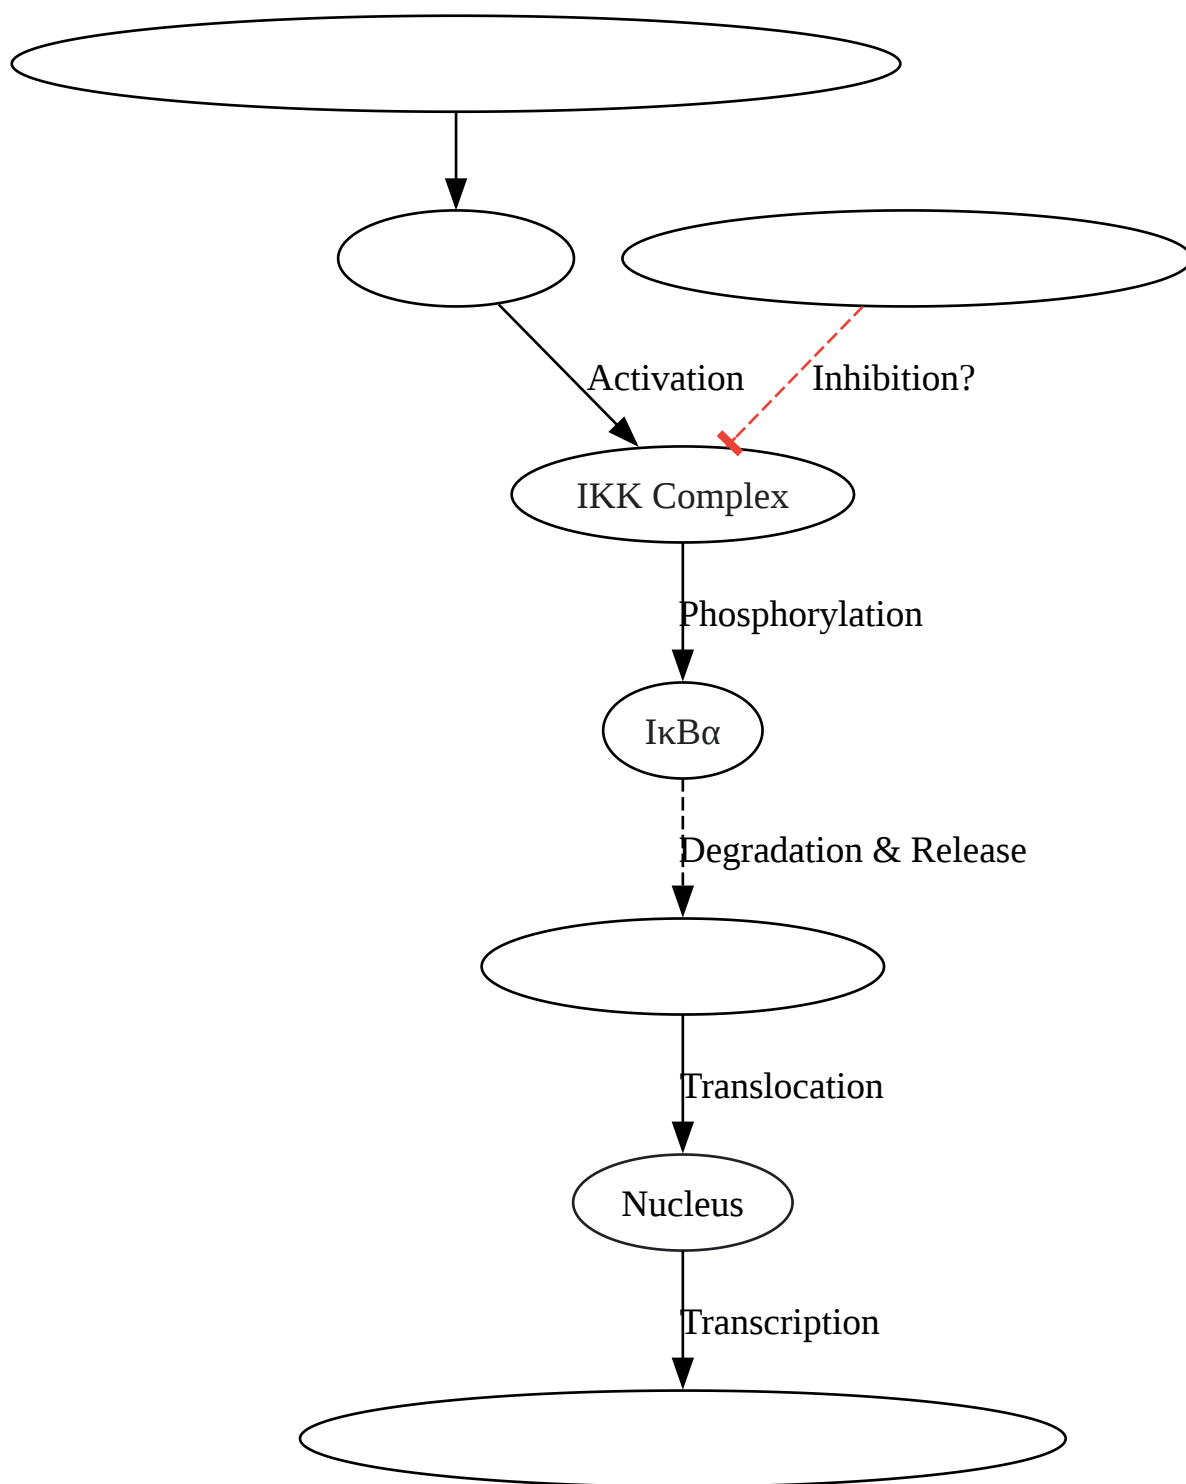 Activation
Inhibition?
IKK Complex
Phosphorylation
IκBα
Degradation & Release
Translocation
Nucleus
Transcription